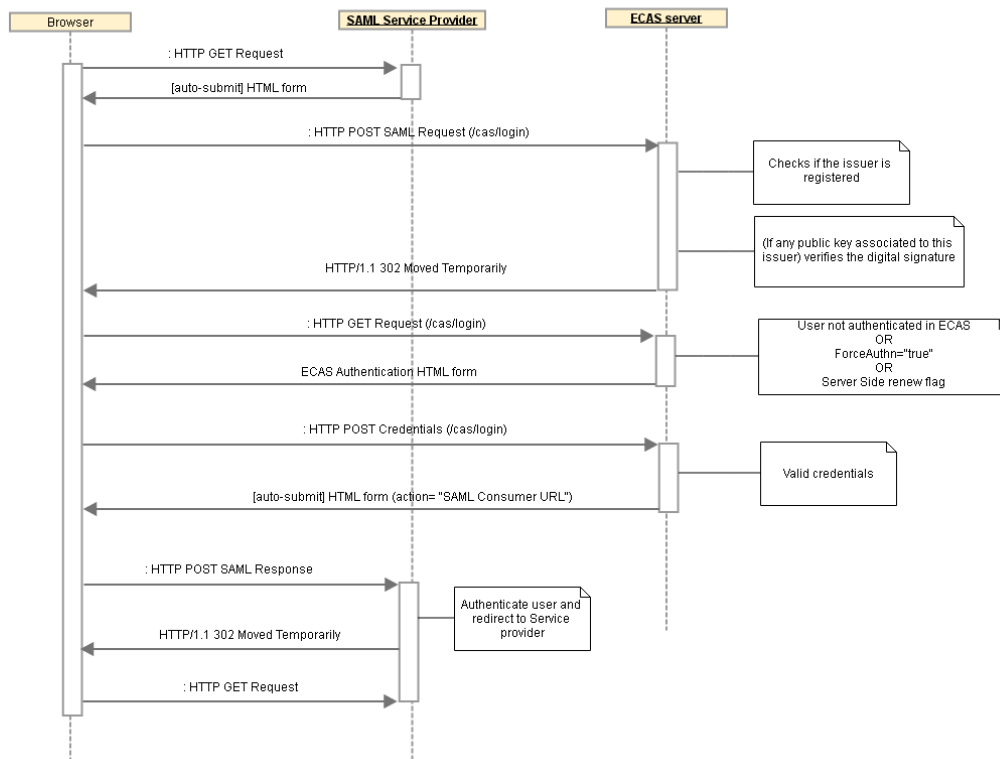 Browser
SAML Service Provider
ECAS server
: HTTP GET Request
[auto-submit] HTML form
: HTTP POST SAML Request (/cas/login)
Checks if the issuer is
registered
(If any public key associated to this
issuer) verifies the digital signature
HTTP/1.1 302 Moved Temporarily
: HTTP GET Request (/cas/login)
User not authenticated in ECAS
OR
ForceAuthn="true"
OR
Server Side renew flag
ECAS Authentication HTML form
: HTTP POST Credentials (/cas/login)
Valid credentials
[auto-submit] HTML form (action= "SAML Consumer URL")
: HTTP POST SAML Response
Authenticate user and
redirect to Service
provider
HTTP/1.1 302 Moved Temporarily
: HTTP GET Request